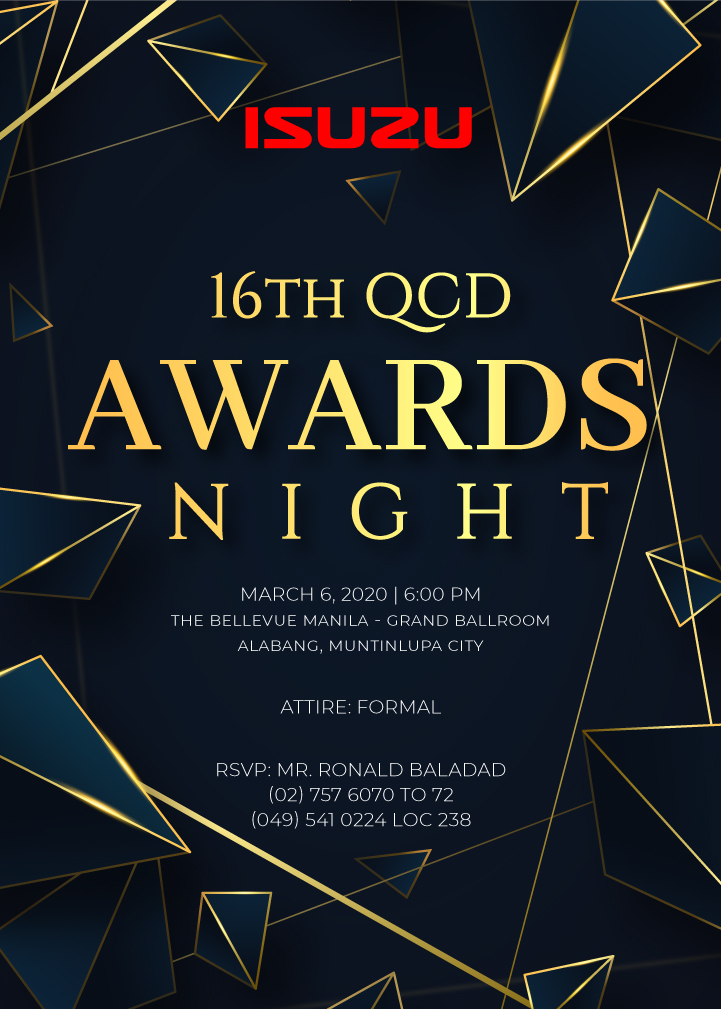 ISUZU
16TH QCD
AWARDS
NIGHT
MARCH 6, 2020 | 6:00 PM
THE BELLEVUE MANILA - GRAND BALLROOM
ALABANG, MUNTINLUPA CITY
ATTIRE: FORMAL
RSVP: MR. RONALD BALADAD
(02) 757 6070 TO 72
(049) 541 0224 LOC 238